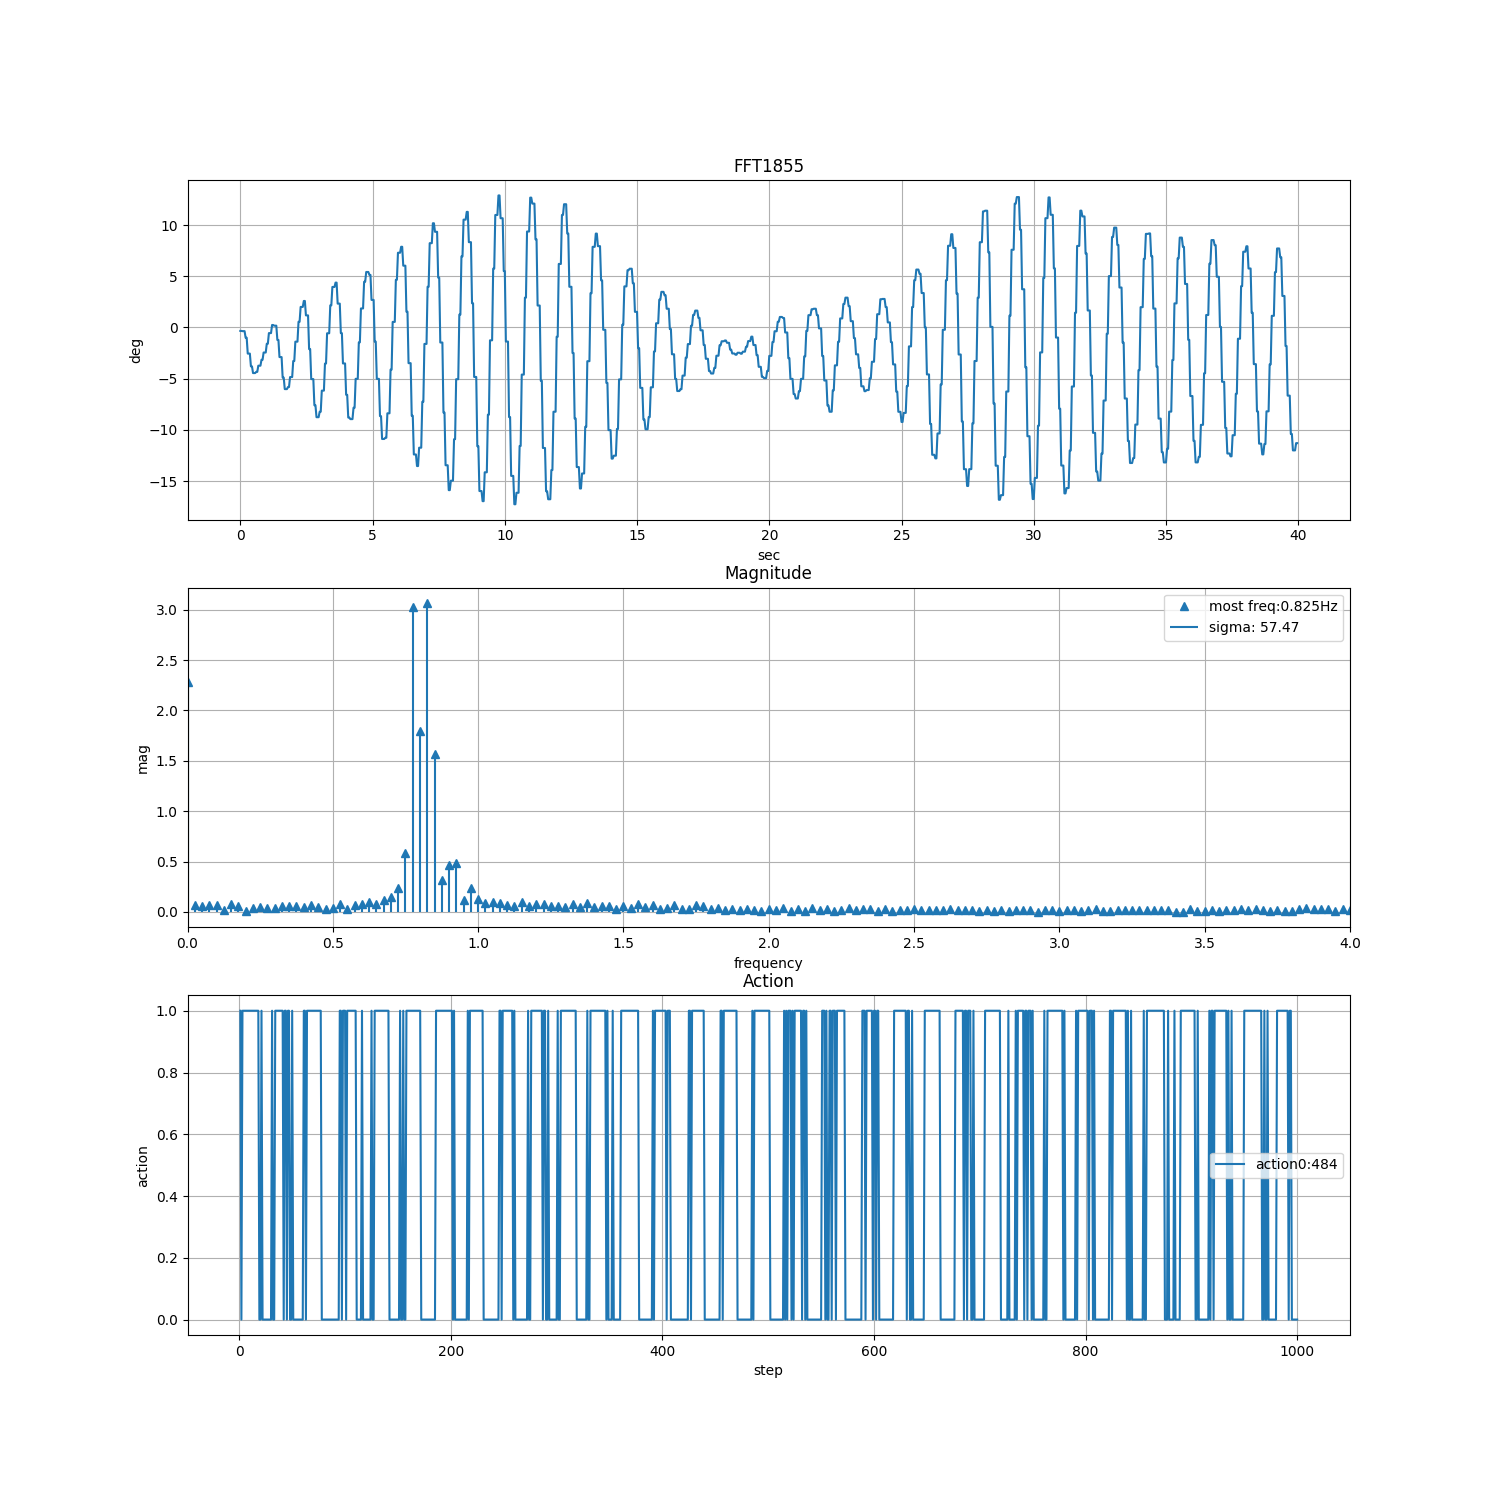 FFT1855
10
5
0
−5
−10
−15
deg
0 5 10 15 20 25 30 35 40
sec
Magnitude
most freq:0.825Hz
sigma: 57.47
3.0
2.5
2.0
1.5
1.0
0.5
0.0
mag
0.0 0.5 1.0 1.5 2.0 2.5 3.0 3.5 4.0
frequency
Action
1.0
0.8
0.6
0.4
0.2
0.0
action
action0:484
0 200 400 600 800 1000
step